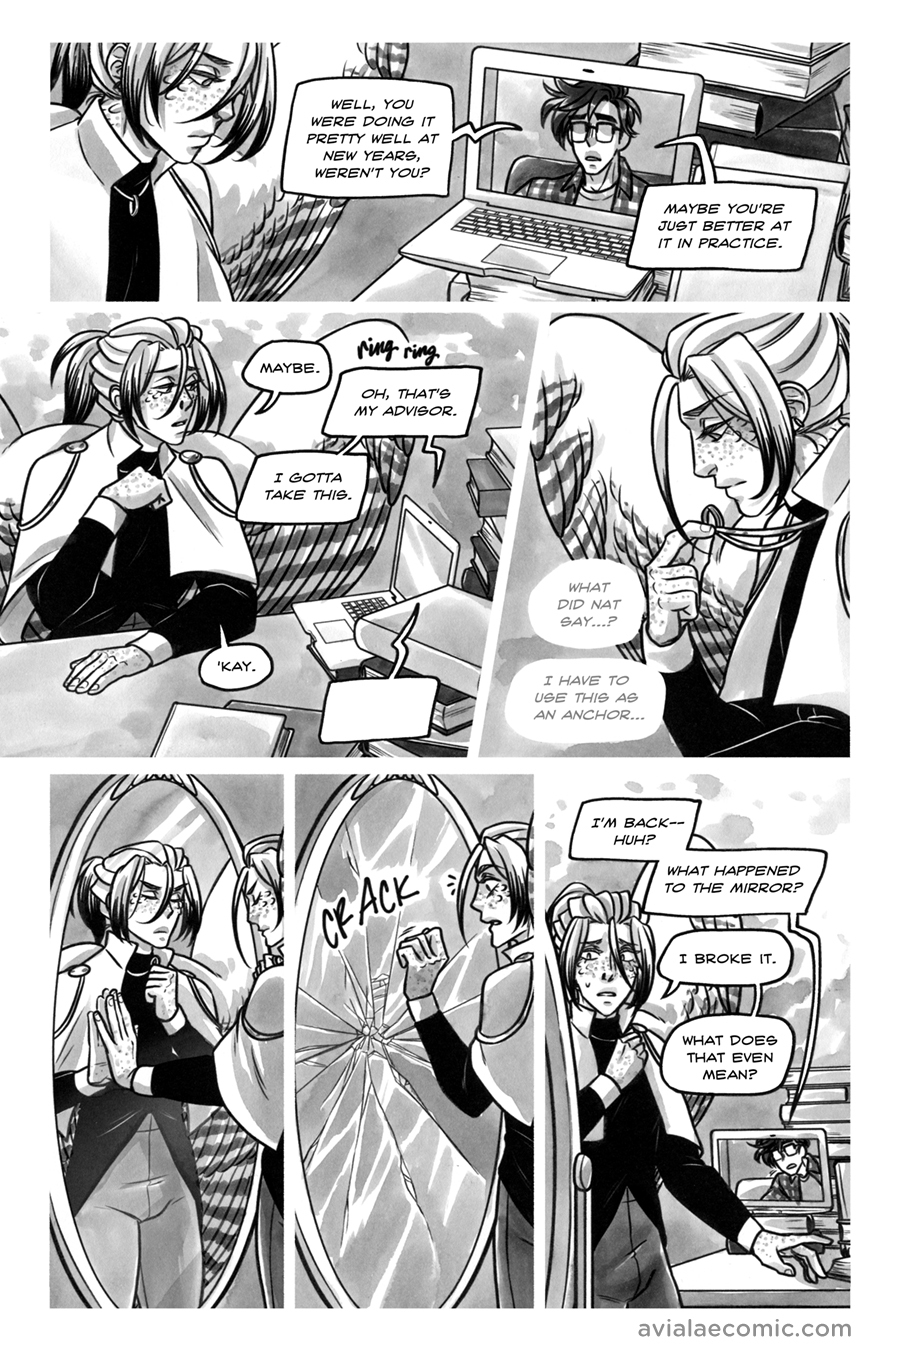 WELL, YOU
WERE DOING IT
PRETTY WELL AT
NEW YEARS,
WEREN'T YOU?
MAYBE YOU'RE
JUST BETTER AT
IT IN PRACTICE.
MAYBE.
ring ring
OH, THAT'S
MY ADVISOR.
I GOTTA
TAKE THIS.
'KAY.
WHAT
DID NAT
SAY...?
I HAVE TO
USE THIS AS
AN ANCHOR...
CRACK
I'M BACK--
HUH?
WHAT HAPPENED
TO THE MIRROR?
I BROKE IT.
WHAT DOES
THAT EVEN
MEAN?
avialaecomic.com